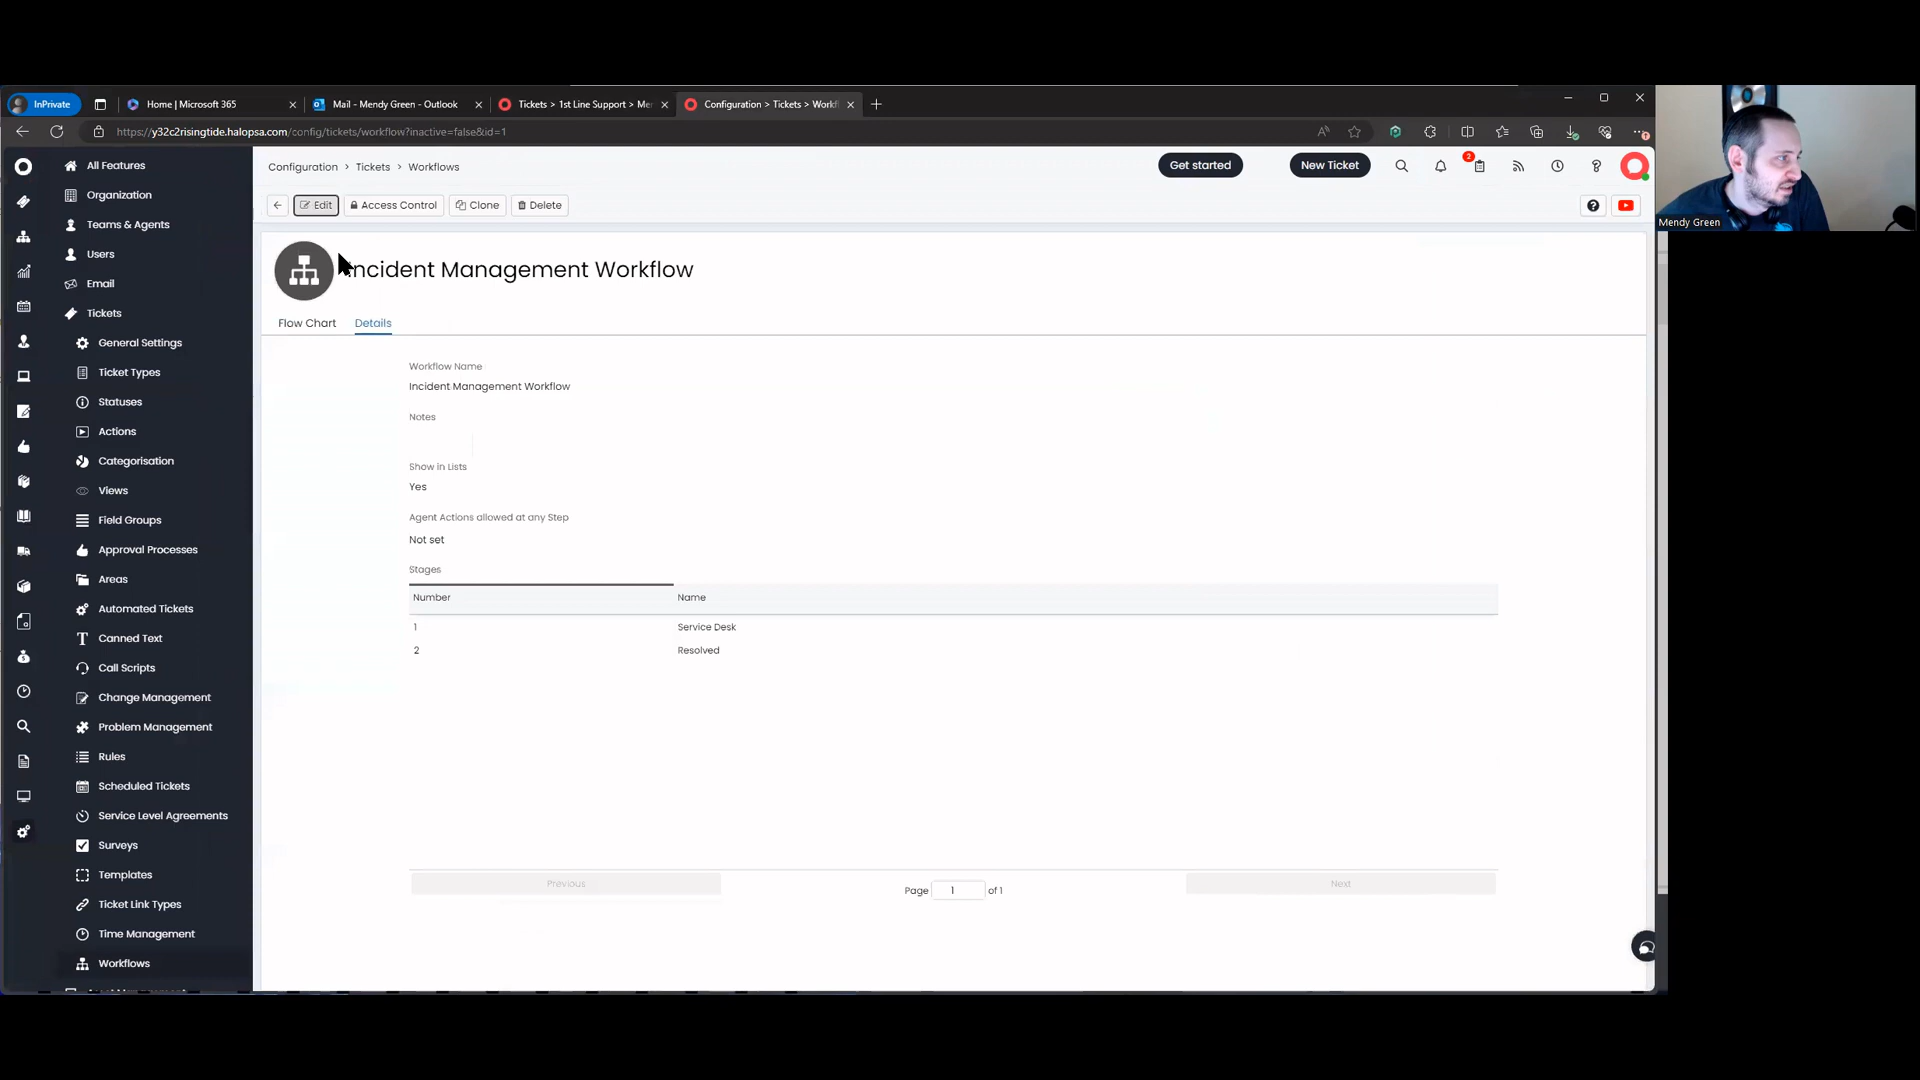 InPrivate
Home | Microsoft 365
Mail - Mendy Green - Outlook
Tickets > 1st Line Support > Mer
Configuration > Tickets > Workfl
https://y32c2risingtide.halopsa.com/config/tickets/workflow?inactive=false&id=1
All Features
Organization
Teams & Agents
Users
Email
Tickets
General Settings
Ticket Types
Statuses
Actions
Categorisation
Views
Field Groups
Approval Processes
Areas
Automated Tickets
Canned Text
Call Scripts
Change Management
Problem Management
Rules
Scheduled Tickets
Service Level Agreements
Surveys
Templates
Ticket Link Types
Time Management
Workflows
Configuration > Tickets > Workflows
Get started
New Ticket
2
Edit
Access Control
Clone
Delete
Incident Management Workflow
Flow Chart
Details
Workflow Name
Incident Management Workflow
Notes
Show in Lists
Yes
Agent Actions allowed at any Step
Not set
Stages
Number Name
1 Service Desk
2 Resolved
Previous
Page 1 of 1
Next
Mendy Green